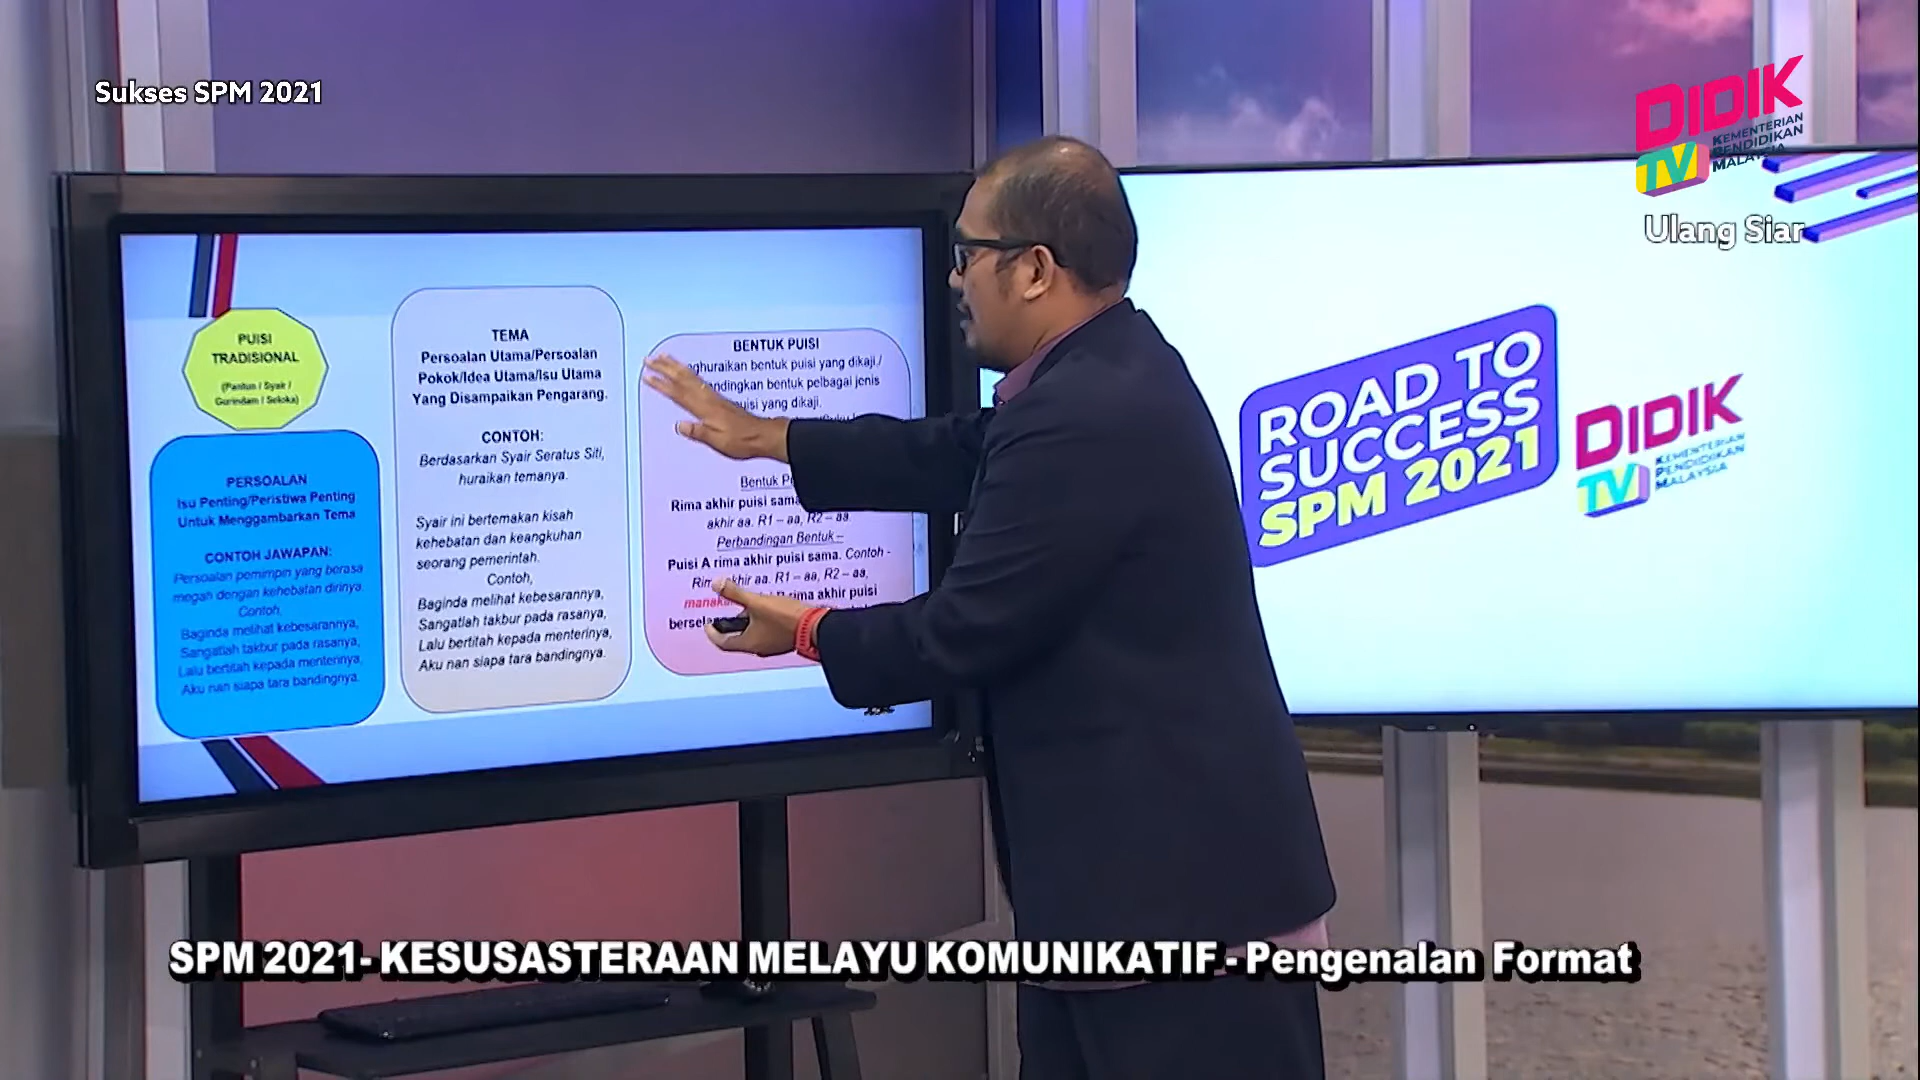 Sukses SPM 2021
DIDIK
TV
KEMENTERIAN
PENDIDIKAN
MALAYSIA
Ulang Siar
PUISI
TRADISIONAL
(Pantun / Syair /
Gurindam / Seloka)
PERSOALAN
Isu Penting/Peristiwa Penting
Untuk Menggambarkan Tema
CONTOH JAWAPAN:
Persoalan pemimpin yang berasa
megah dengan kehebatan dirinya.
Contoh,
Baginda melihat kebesarannya,
Sangatlah takbur pada rasanya,
Lalu bertitah kepada menterinya,
Aku nan siapa tara bandingnya.
TEMA
Persoalan Utama/Persoalan
Pokok/Idea Utama/Isu Utama
Yang Disampaikan Pengarang.
CONTOH:
Berdasarkan Syair Seratus Siti,
huraikan temanya.
Syair ini bertemakan kisah
kehebatan dan keangkuhan
seorang pemerintah.
Contoh,
Baginda melihat kebesarannya,
Sangatlah takbur pada rasanya,
Lalu bertitah kepada menterinya,
Aku nan siapa tara bandingnya.
BENTUK PUISI
bentuk puisi yang dikaji./
bentuk pelbagai jenis
yang dikaji.
Bentuk
Rima akhir puisi
akhir aa. R1 – aa, R2 – aa.
Perbandingan Bentuk –
Puisi A rima akhir puisi sama. Contoh -
akhir aa. R1 – aa, R2 – aa,
rima akhir puisi
ROAD TO
SUCCESS
SPM 2021
DIDIK
TV
KEMENTERIAN
PENDIDIKAN
MALAYSIA
SPM 2021- KESUSASTERAAN MELAYU KOMUNIKATIF - Pengenalan Format